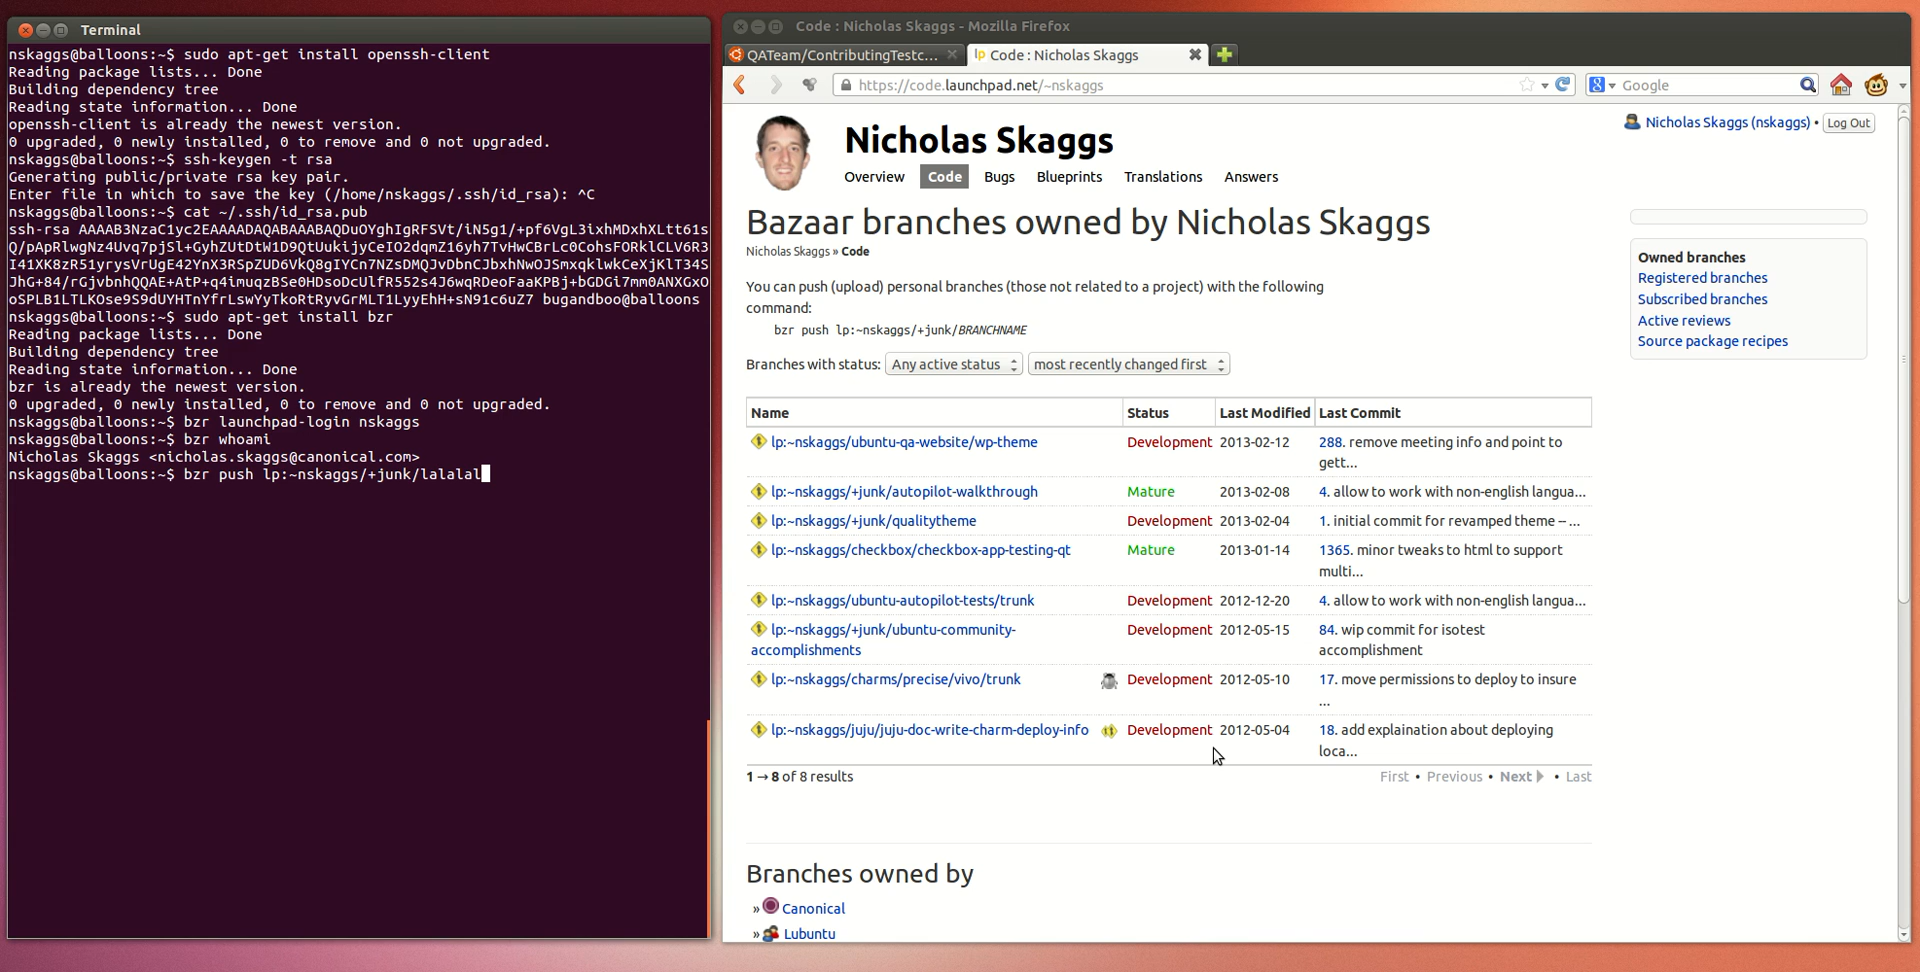 Terminal
nskaggs@balloons:~$ sudo apt-get install openssh-client
Reading package lists... Done
Building dependency tree
Reading state information... Done
openssh-client is already the newest version.
0 upgraded, 0 newly installed, 0 to remove and 0 not upgraded.
nskaggs@balloons:~$ ssh-keygen -t rsa
Generating public/private rsa key pair.
Enter file in which to save the key (/home/nskaggs/.ssh/id_rsa): ^C
nskaggs@balloons:~$ cat ~/.ssh/id_rsa.pub
ssh-rsa AAAAB3NzaC1yc2EAAAADAQABAAABAQDuOYghIgRFSVt/iN5g1/+pf6VgL3ixhMDxhXLtt61s
Q/pApRlwgNz4Uvq7pjSl+GyhZUtDtW1D9QtUukijyCeIO2dqmZ16yh7TvHwCBrLc0CohsFORklCLV6R3
I41XK8zR51yrysVrUgE42YnX3RSpZUD6VkQ8gIYCn7NZsDMQJvDbnCJbxhNwOJSmxqklwkCeXjKlT34S
JhG+84/rGjvbnhQQAE+AtP+q4imuqzBSe0HDsoDcUlfR552s4J6wqRDeoFaaKPBj+bGDGi7mm0ANXGxO
oSPLB1LTLKOse9S9dUYHTnYfrLswYyTkoRtRyvGrMLT1LyyEhH+sN91c6uZ7 bugandboo@balloons
nskaggs@balloons:~$ sudo apt-get install bzr
Reading package lists... Done
Building dependency tree
Reading state information... Done
bzr is already the newest version.
0 upgraded, 0 newly installed, 0 to remove and 0 not upgraded.
nskaggs@balloons:~$ bzr launchpad-login nskaggs
nskaggs@balloons:~$ bzr whoami
Nicholas Skaggs <nicholas.skaggs@canonical.com>
nskaggs@balloons:~$ bzr push lp:~nskaggs/+junk/lalalal
Code : Nicholas Skaggs - Mozilla Firefox
QATeam/ContributingTestc...
Code : Nicholas Skaggs
https://code.launchpad.net/~nskaggs
Google
Nicholas Skaggs (nskaggs) • Log Out
Nicholas Skaggs
Overview Code Bugs Blueprints Translations Answers
Bazaar branches owned by Nicholas Skaggs
Nicholas Skaggs » Code
You can push (upload) personal branches (those not related to a project) with the following
command:
bzr push lp:~nskaggs/+junk/BRANCHNAME
Branches with status: Any active status most recently changed first
Name Status Last Modified Last Commit
lp:~nskaggs/ubuntu-qa-website/wp-theme Development 2013-02-12 288. remove meeting info and point to
gett...
lp:~nskaggs/+junk/autopilot-walkthrough Mature 2013-02-08 4. allow to work with non-english langua...
lp:~nskaggs/+junk/qualitytheme Development 2013-02-04 1. initial commit for revamped theme -- ...
lp:~nskaggs/checkbox/checkbox-app-testing-qt Mature 2013-01-14 1365. minor tweaks to html to support
multi...
lp:~nskaggs/ubuntu-autopilot-tests/trunk Development 2012-12-20 4. allow to work with non-english langua...
lp:~nskaggs/+junk/ubuntu-community- Development 2012-05-15 84. wip commit for isotest
accomplishments accomplishment
lp:~nskaggs/charms/precise/vivo/trunk Development 2012-05-10 17. move permissions to deploy to insure
...
lp:~nskaggs/juju/juju-doc-write-charm-deploy-info Development 2012-05-04 18. add explaination about deploying
loca...
1 → 8 of 8 results First • Previous • Next • Last
Owned branches
Registered branches
Subscribed branches
Active reviews
Source package recipes
Branches owned by
» Canonical
» Lubuntu